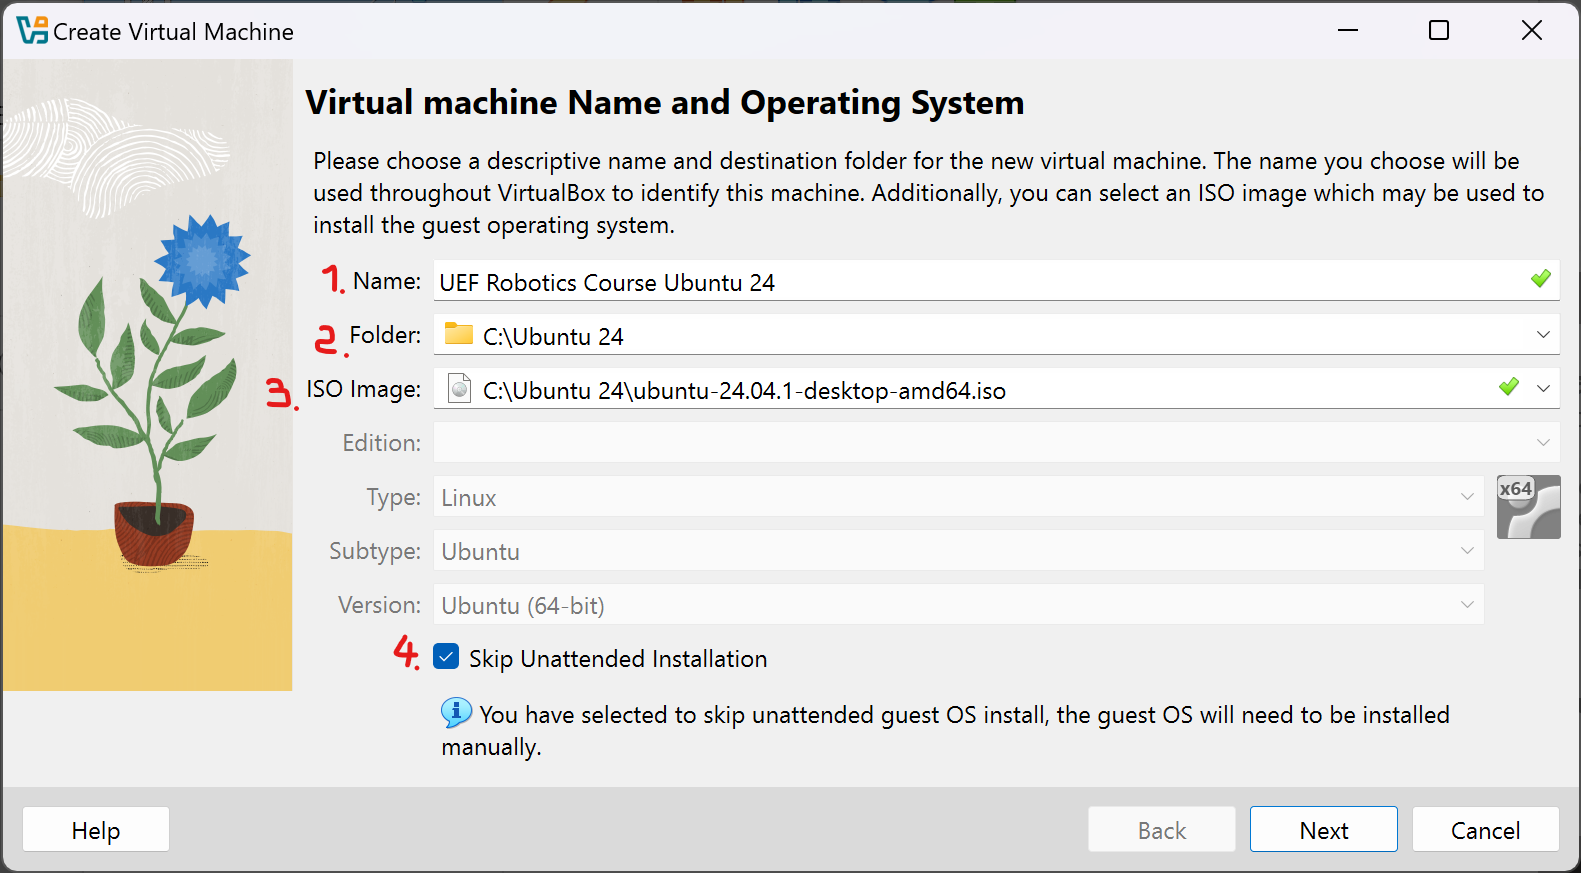 Create Virtual Machine
Virtual machine Name and Operating System
Please choose a descriptive name and destination folder for the new virtual machine. The name you choose will be
used throughout VirtualBox to identify this machine. Additionally, you can select an ISO image which may be used to
install the guest operating system.
1. Name: UEF Robotics Course Ubuntu 24
2. Folder: C:\Ubuntu 24
3. ISO Image: C:\Ubuntu 24\ubuntu-24.04.1-desktop-amd64.iso
Edition:
Type: Linux
x64
Subtype: Ubuntu
Version: Ubuntu (64-bit)
4. Skip Unattended Installation
You have selected to skip unattended guest OS install, the guest OS will need to be installed
manually.
Help Back Next Cancel